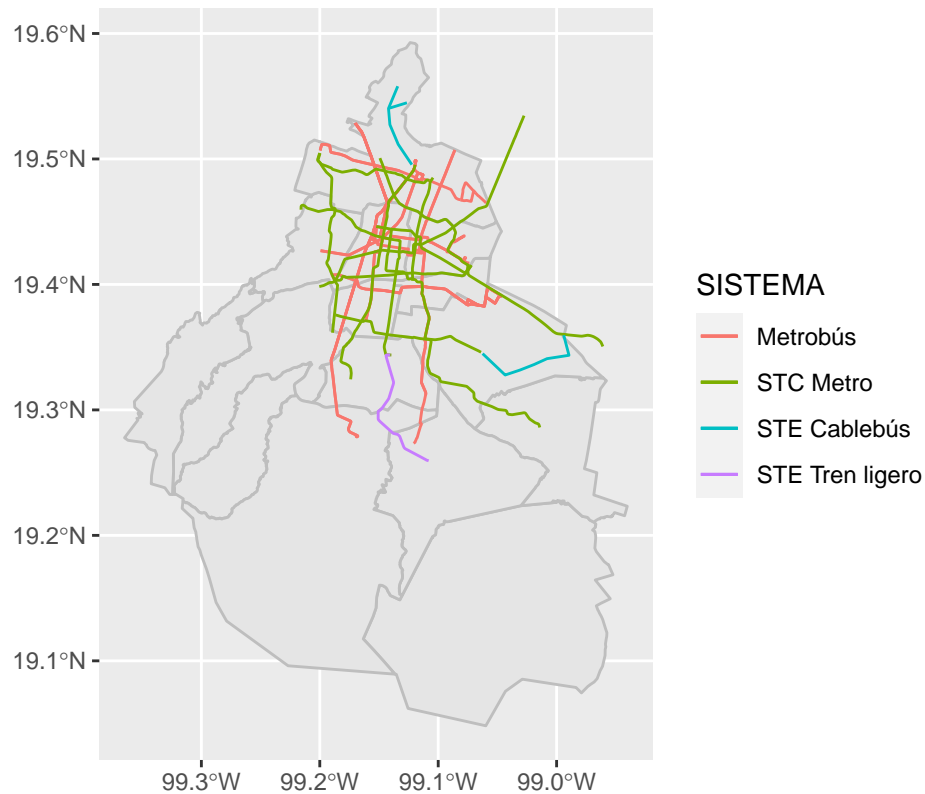 19.6°N
19.5°N
19.4°N
19.3°N
19.2°N
19.1°N
99.3°W
99.2°W
99.1°W
99.0°W
SISTEMA
Metrobús
STC Metro
STE Cablebús
STE Tren ligero